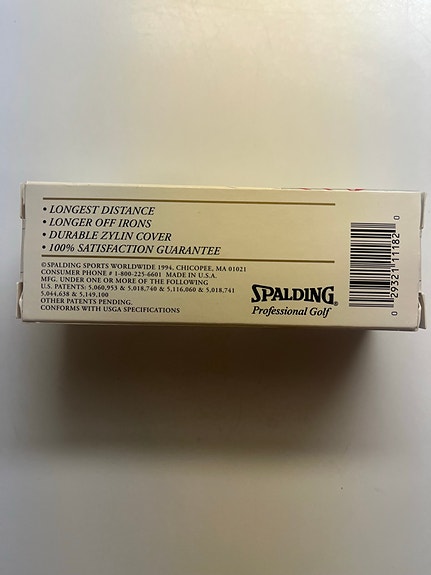 • LONGEST DISTANCE
• LONGER OFF IRONS
• DURABLE ZYLIN COVER
• 100% SATISFACTION GUARANTEE
©SPALDING SPORTS WORLDWIDE 1994, CHICOPEE, MA 01021
CONSUMER PHONE # 1-800-225-6601 MADE IN U.S.A.
MFG. UNDER ONE OR MORE OF THE FOLLOWING
U.S. PATENTS: 5,060,953 & 5,018,740 & 5,116,060 & 5,018,741
5,044,638 & 5,149,100
OTHER PATENTS PENDING.
CONFORMS WITH USGA SPECIFICATIONS
SPALDING®
Professional Golf
0 29321 11182 0